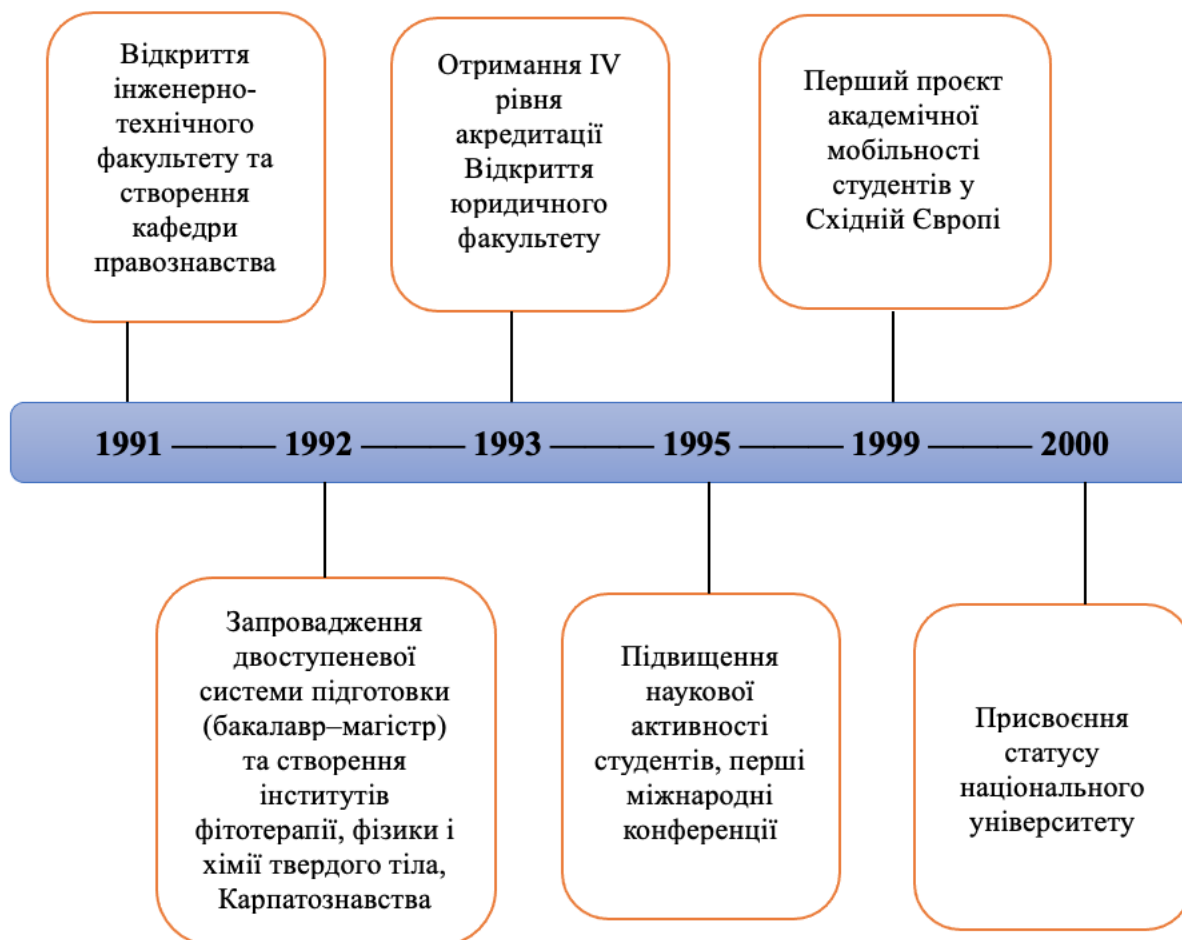 Відкриття
інженерно-
технічного
факультету та
створення
кафедри
правознавства
Отримання IV
рівня
акредитації
Відкриття
юридичного
факультету
Перший проєкт
академічної
мобільності
студентів у
Східній Європі
1991 ——— 1992 ——— 1993 ——— 1995 ——— 1999 ——— 2000
Запровадження
двоступеневої
системи підготовки
(бакалавр–магістр)
та створення
інститутів
фітотерапії, фізики і
хімії твердого тіла,
Карпатознавства
Підвищення
наукової
активності
студентів, перші
міжнародні
конференції
Присвоєння
статусу
національного
університету